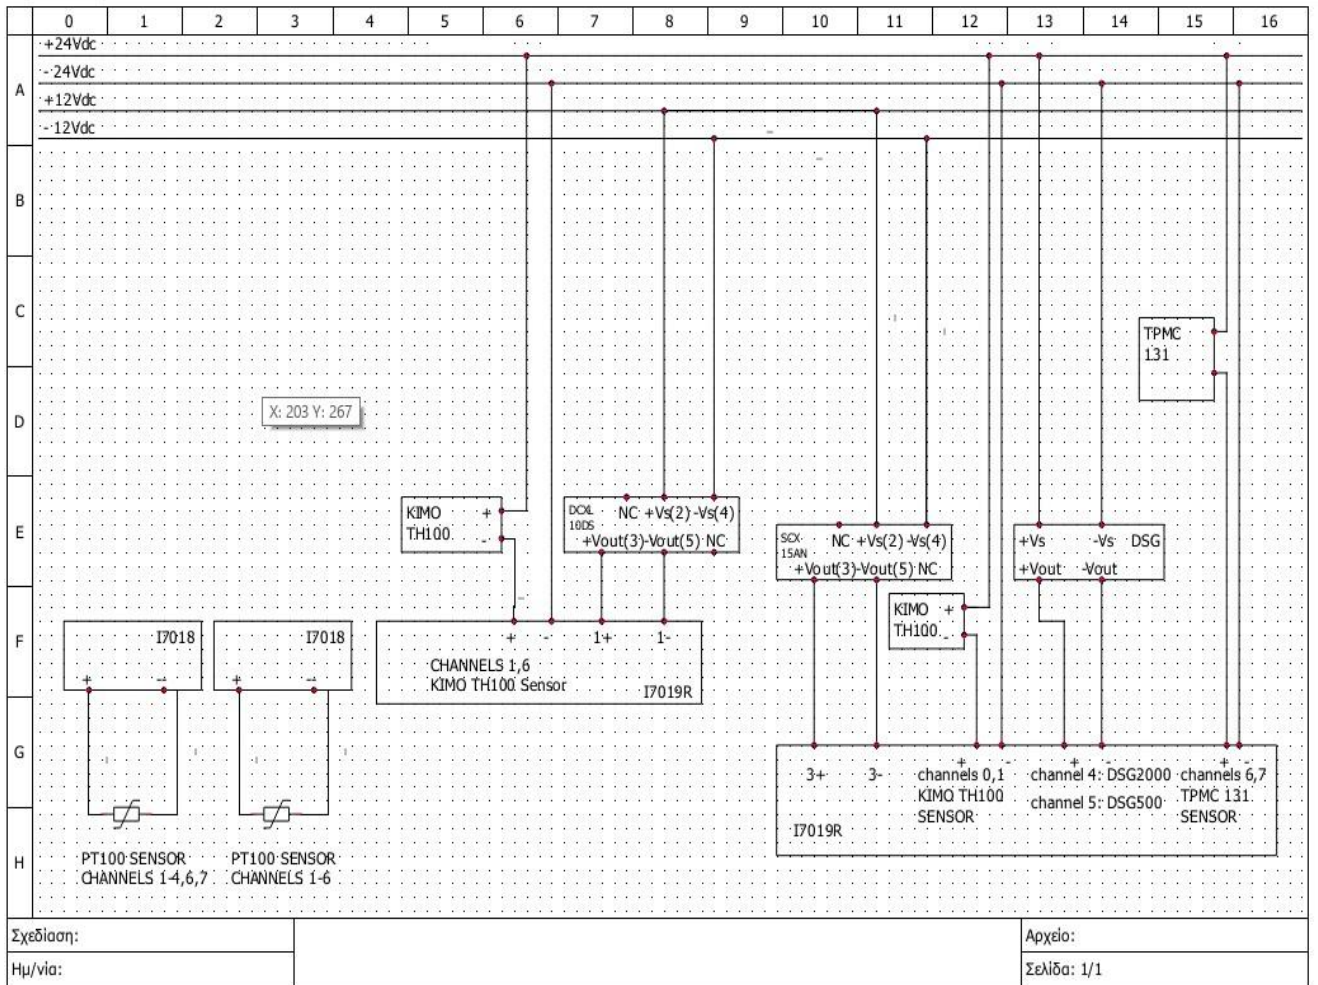 0 1 2 3 4 5 6 7 8 9 10 11 12 13 14 15 16
+24Vdc
A
-24Vdc
+12Vdc
-12Vdc
B
C
TPMC
131
D
X: 203 Y: 267
E
KIMO +
TH100 -
DCXL
10DS
NC +Vs(2) -Vs(4)
+Vout(3)-Vout(5) NC
SCX
15AN
NC +Vs(2) -Vs(4)
+Vout(3)-Vout(5) NC
+Vs -Vs DSG
+Vout -Vout
KIMO +
TH100 -
F
I7018
+ -
I7018
+ -
+ - 1+ 1-
CHANNELS 1,6
KIMO TH100 Sensor
I7019R
G
+ - + - + -
3+ 3- channels 0,1 channel 4: DSG2000 channels 6,7
KIMO TH100 channel 5: DSG500 TPMC 131
SENSOR SENSOR
I7019R
H
PT100 SENSOR
CHANNELS 1-4,6,7
PT100 SENSOR
CHANNELS 1-6
Σχεδίαση:
Ημ/νία:
Αρχείο:
Σελίδα: 1/1